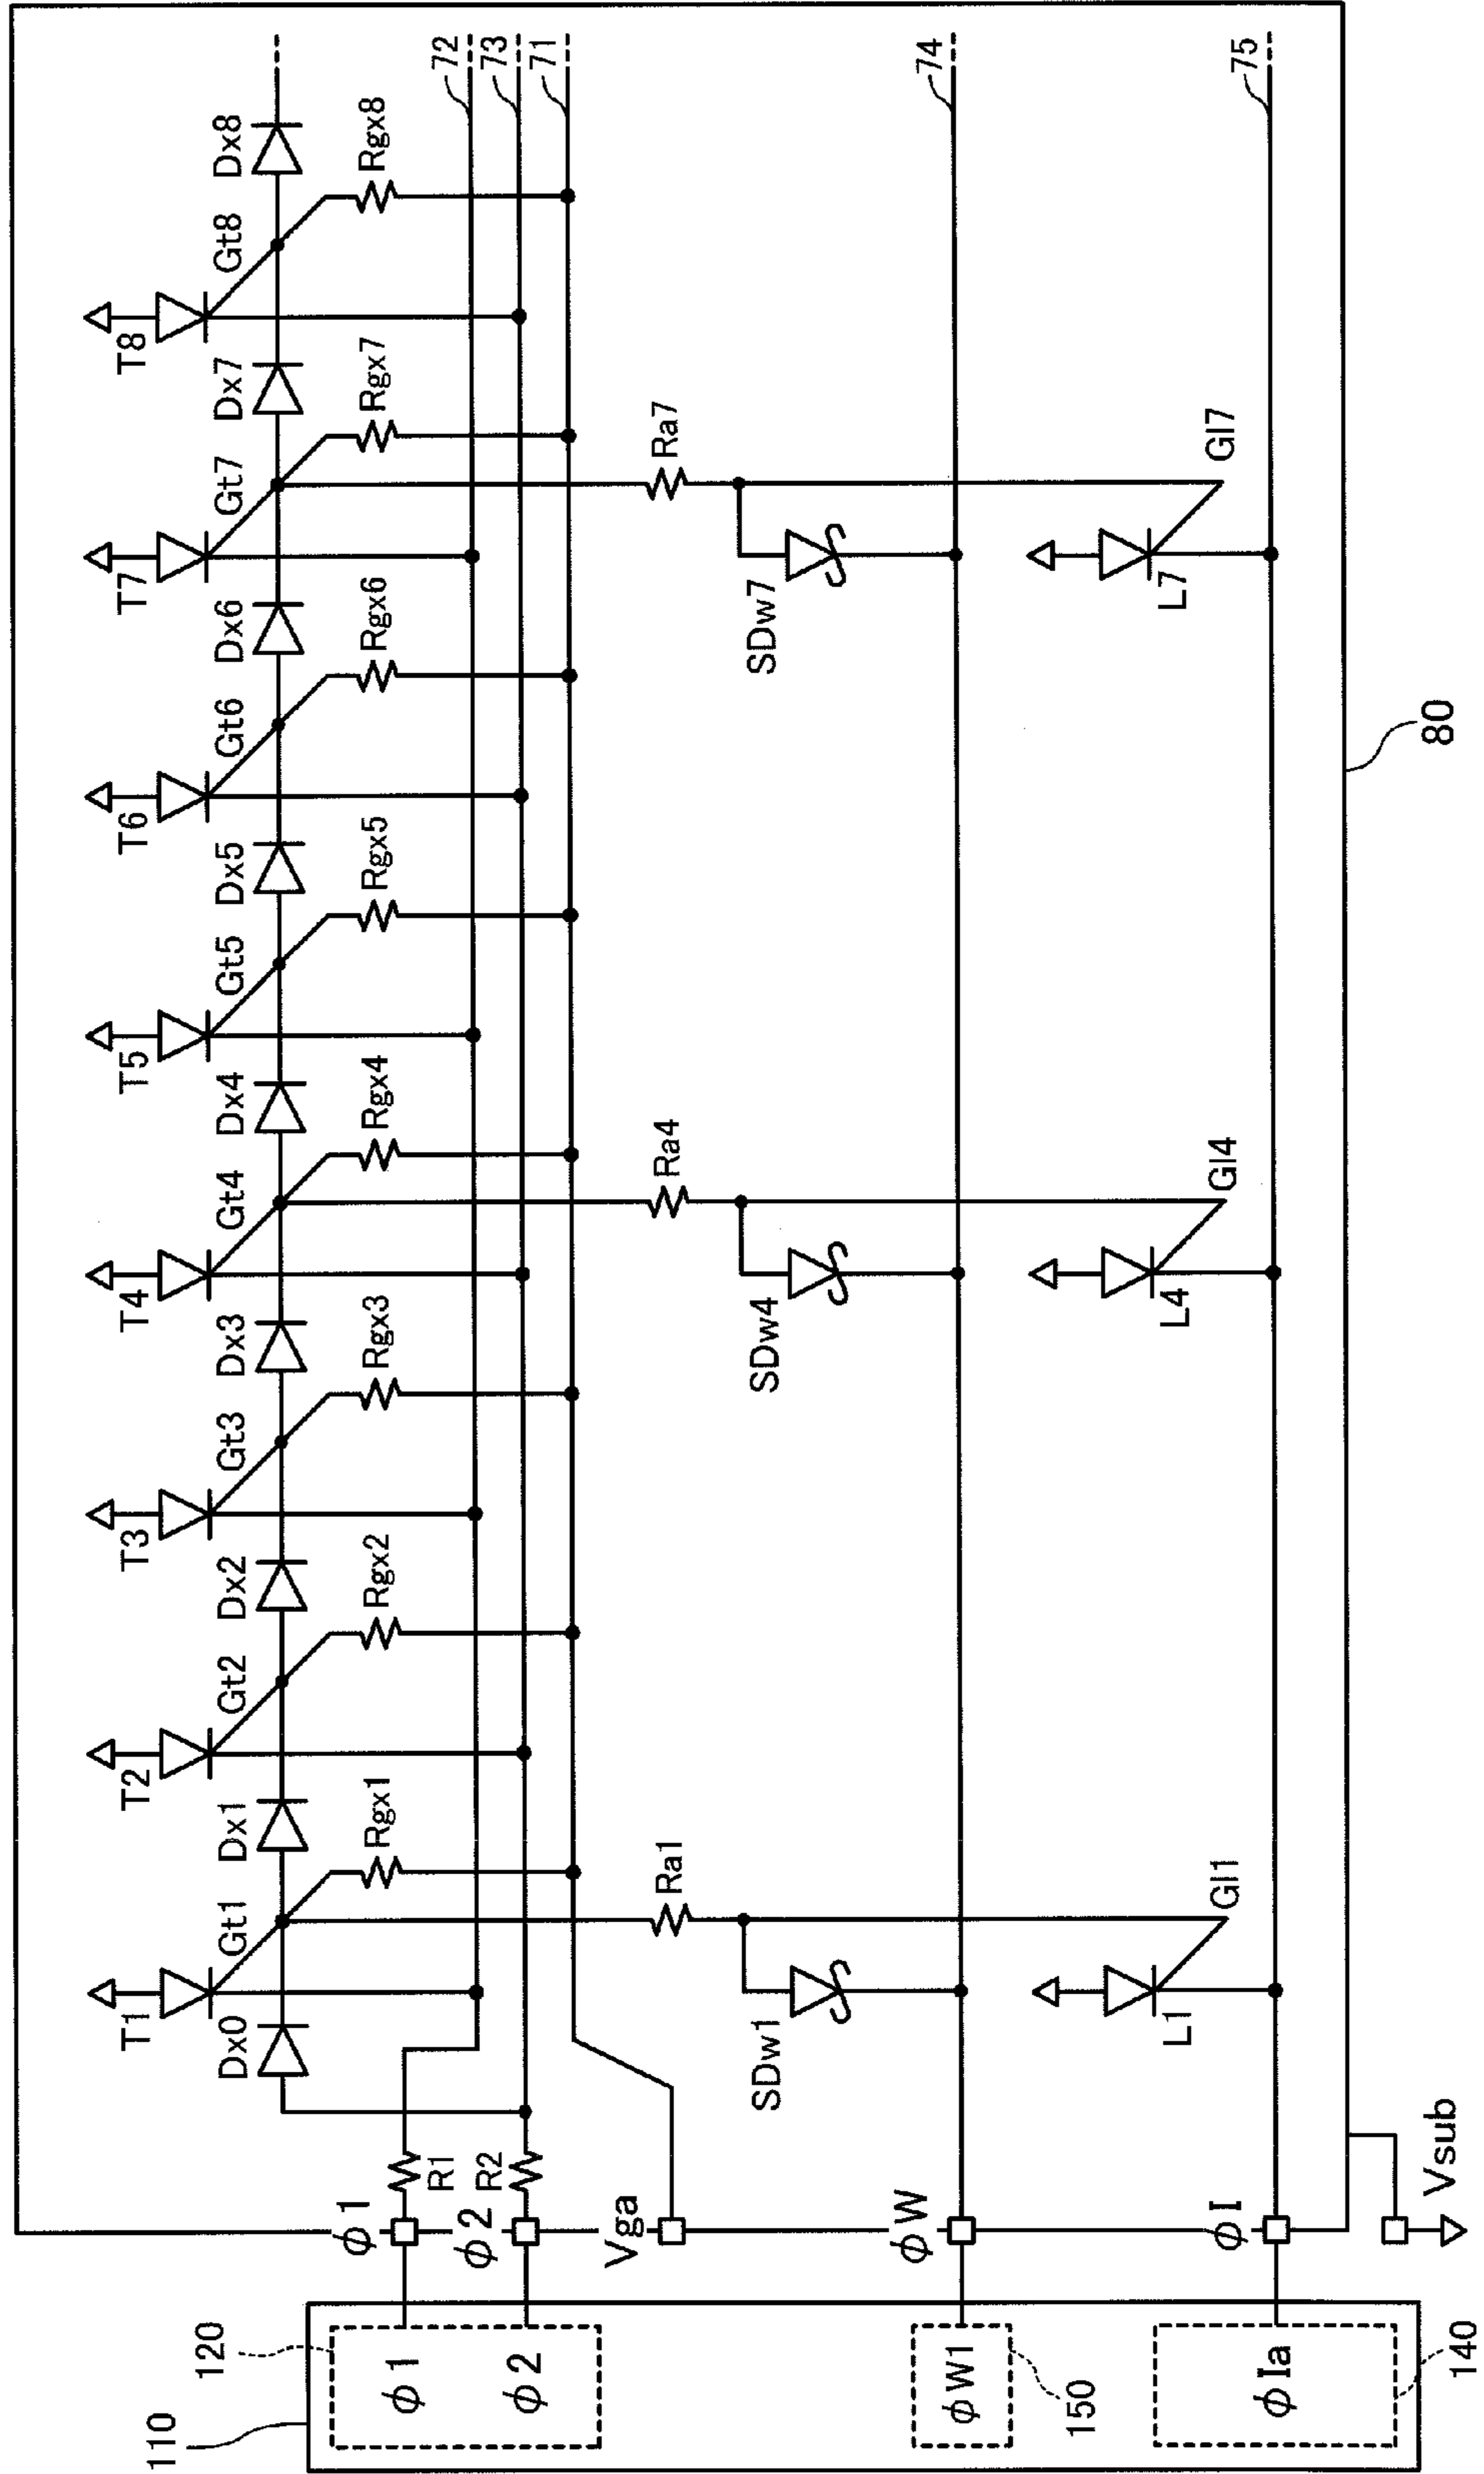 T1 T2 T3 T4 T5 T6 T7 T8
Gt1 Gt2 Gt3 Gt4 Gt5 Gt6 Gt7 Gt8
Dx0 Dx1 Dx2 Dx3 Dx4 Dx5 Dx6 Dx7 Dx8
Rgx1 Rgx2 Rgx3 Rgx4 Rgx5 Rgx6 Rgx7 Rgx8
72
73
71
R1
R2
Ra1 Ra4 Ra7
SDw1 SDw4 SDw7
74
Gl1 Gl4 Gl7
L1 L4 L7
75
80
φ1
φ2
Vga
φW
φI
Vsub
110
120
φ1
φ2
φW1
150
φIa
140